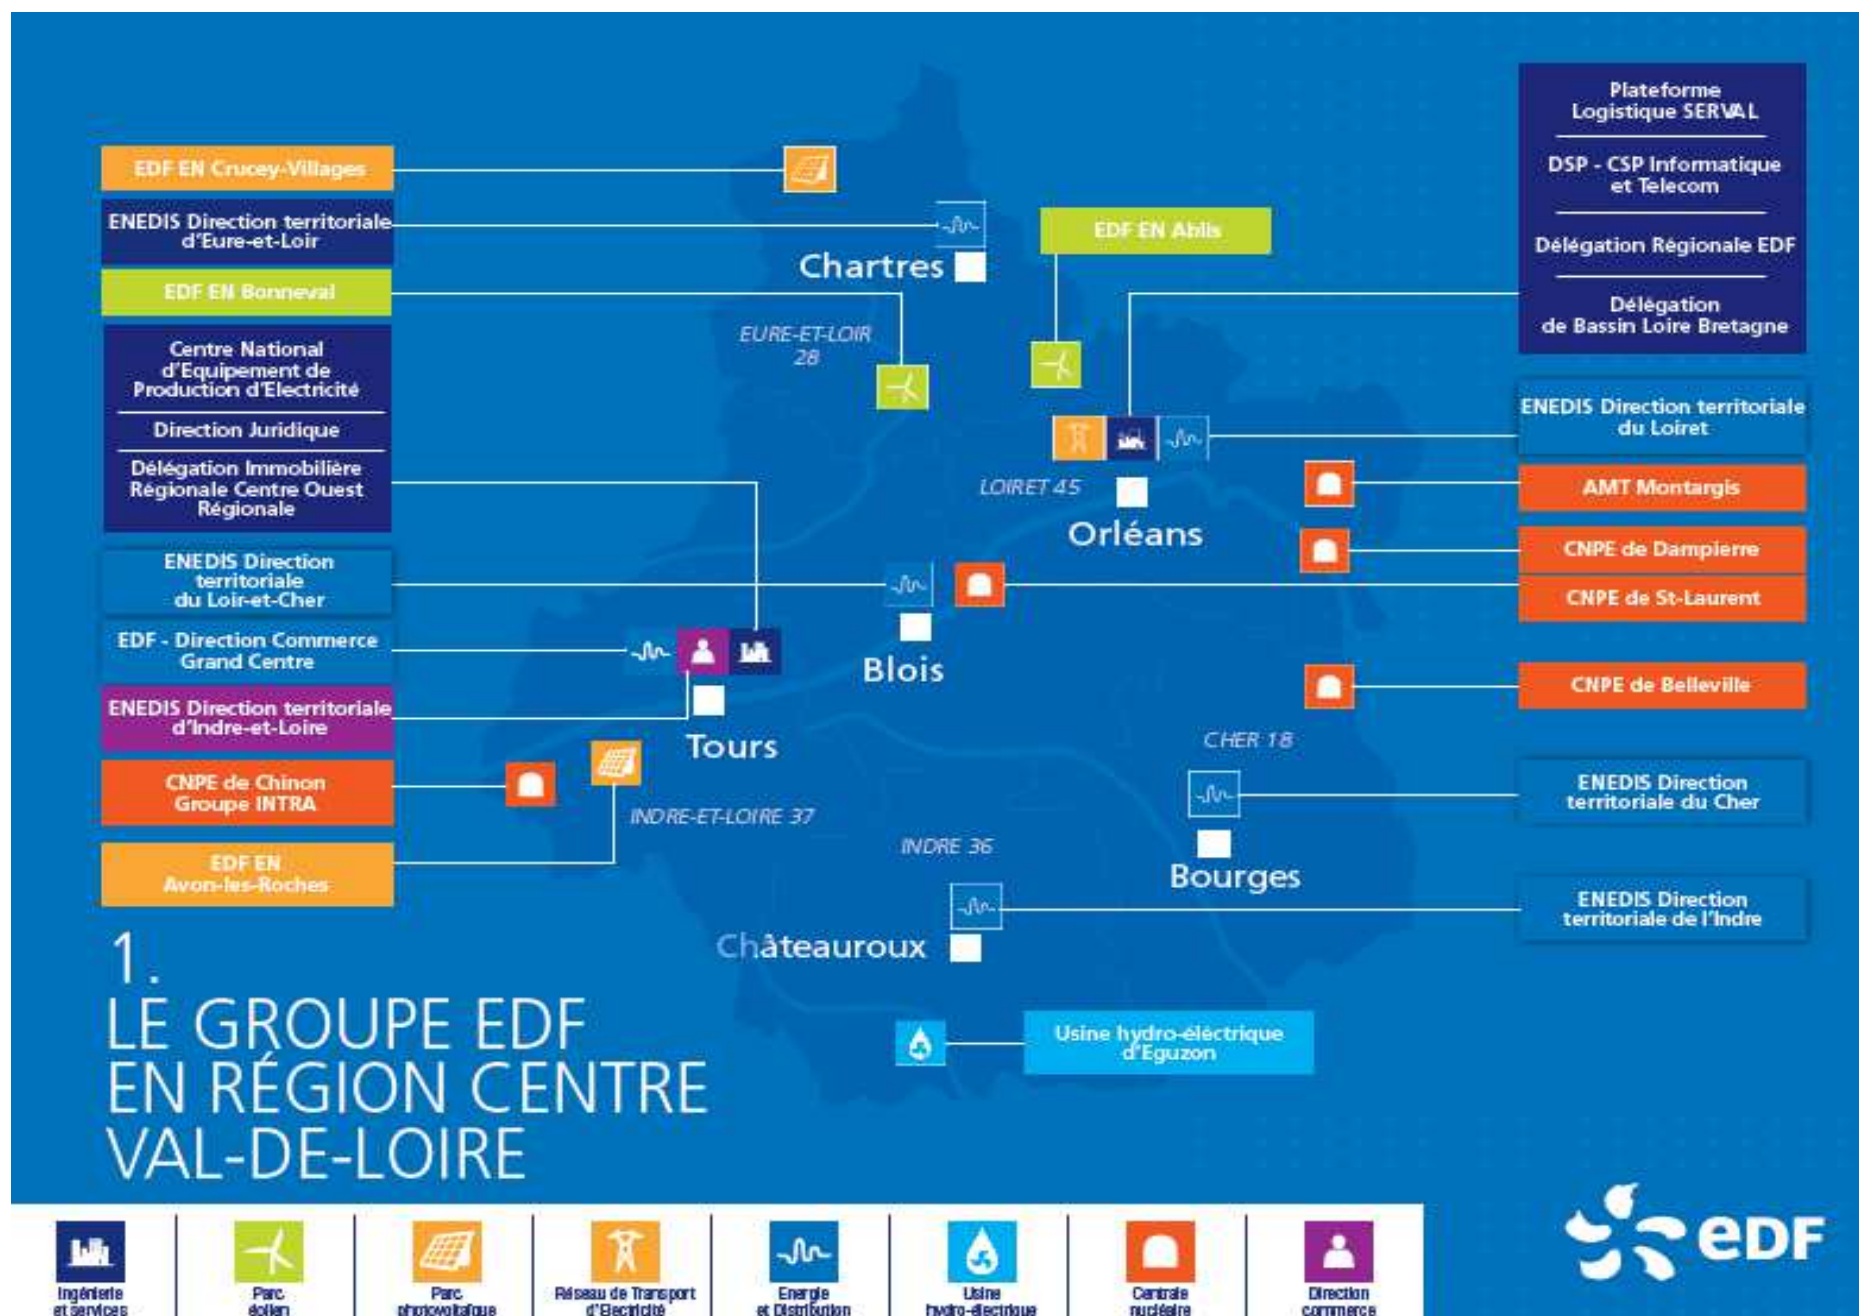 EDF EN Crucey-Villages
ENEDIS Direction territoriale
d'Eure-et-Loir
EDF EN Bonneval
Centre National
d'Equipement de
Production d'Electricité
Direction Juridique
Délégation Immobilière
Régionale Centre Ouest
Régionale
ENEDIS Direction
territoriale
du Loir-et-Cher
EDF - Direction Commerce
Grand Centre
ENEDIS Direction territoriale
d'Indre-et-Loire
CNPE de Chinon
Groupe INTRA
EDF EN
Avon-les-Roches
Chartres
EDF EN Ablis
EURE-ET-LOIR
28
LOIRET 45
Orléans
Blois
Tours
INDRE-ET-LOIRE 37
CHER 18
INDRE 36
Bourges
Châteauroux
Usine hydro-éléctrique
d'Eguzon
Plateforme
Logistique SERVAL
DSP - CSP Informatique
et Telecom
Délégation Régionale EDF
Délégation
de Bassin Loire Bretagne
ENEDIS Direction territoriale
du Loiret
AMT Montargis
CNPE de Dampierre
CNPE de St-Laurent
CNPE de Belleville
ENEDIS Direction
territoriale du Cher
ENEDIS Direction
territoriale de l'Indre
1.
LE GROUPE EDF
EN RÉGION CENTRE
VAL-DE-LOIRE
Ingénierie
et services
Parc
éolien
Parc
photovoltaïque
Réseau de Transport
d'Electricité
Energie
et Distribution
Usine
hydro-électrique
Centrale
nucléaire
Direction
commerce
eDF